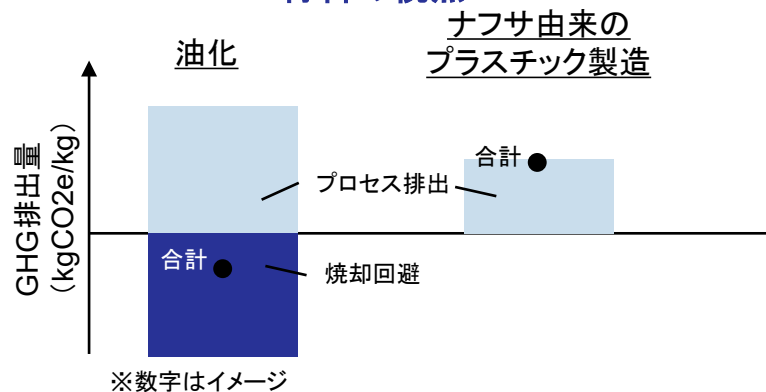 油化
ナフサ由来の
プラスチック製造
GHG排出量
(kgCO2e/kg)
合計
プロセス排出
合計
焼却回避
※数字はイメージ